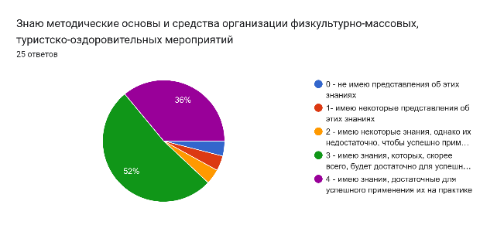 Знаю методические основы и средства организации физкультурно-массовых,
туристско-оздоровительных мероприятий
25 ответов
36%
52%
0 - не имею представления об этих
знаниях
1- имею некоторые представления об
этих знаниях
2 - имею некоторые знания, однако их
недостаточно, чтобы успешно прим…
3 - имею знания, которых, скорее
всего, будет достаточно для успешн…
4 - имею знания, достаточные для
успешного применения их на практике